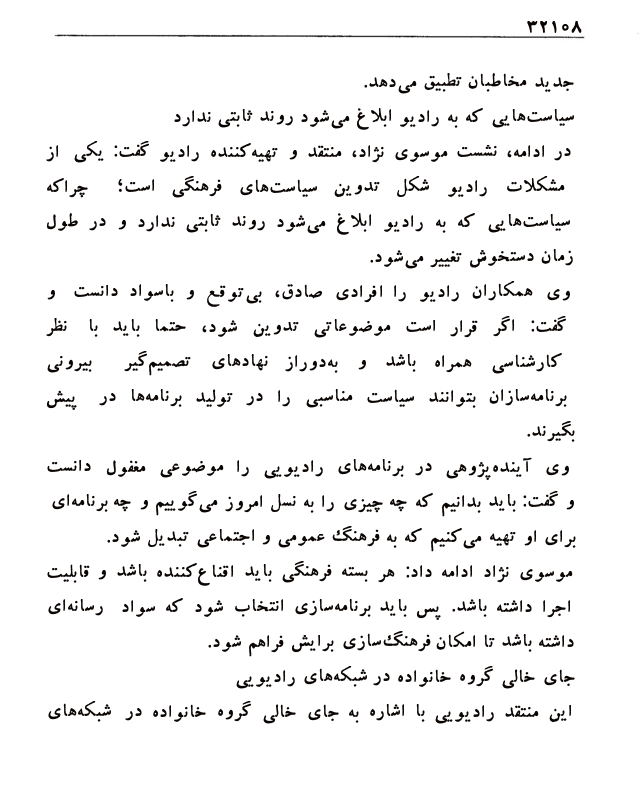 ۳۲۱۰۸
جدید مخاطبان تطبیق می‌دهد.
سیاست‌هایی که به رادیو ابلاغ می‌شود روند ثابتی ندارد
در ادامه، نشست موسوی نژاد، منتقد و تهیه‌کننده رادیو گفت: یکی از
مشکلات رادیو شکل تدوین سیاست‌های فرهنگی است؛ چراکه
سیاست‌هایی که به رادیو ابلاغ می‌شود روند ثابتی ندارد و در طول
زمان دستخوش تغییر می‌شود.
وی همکاران رادیو را افرادی صادق، بی‌توقع و باسواد دانست و
گفت: اگر قرار است موضوعاتی تدوین شود، حتما باید با نظر
کارشناسی همراه باشد و به‌دوراز نهادهای تصمیم‌گیر بیرونی
برنامه‌سازان بتوانند سیاست مناسبی را در تولید برنامه‌ها در پیش
بگیرند.
وی آینده‌پژوهی در برنامه‌های رادیویی را موضوعی مغفول دانست
و گفت: باید بدانیم که چه چیزی را به نسل امروز می‌گوییم و چه برنامه‌ای
برای او تهیه می‌کنیم که به فرهنگ عمومی و اجتماعی تبدیل شود.
موسوی نژاد ادامه داد: هر بسته فرهنگی باید اقناع‌کننده باشد و قابلیت
اجرا داشته باشد. پس باید برنامه‌سازی انتخاب شود که سواد رسانه‌ای
داشته باشد تا امکان فرهنگ‌سازی برایش فراهم شود.
جای خالی گروه خانواده در شبکه‌های رادیویی
این منتقد رادیویی با اشاره به جای خالی گروه خانواده در شبکه‌های